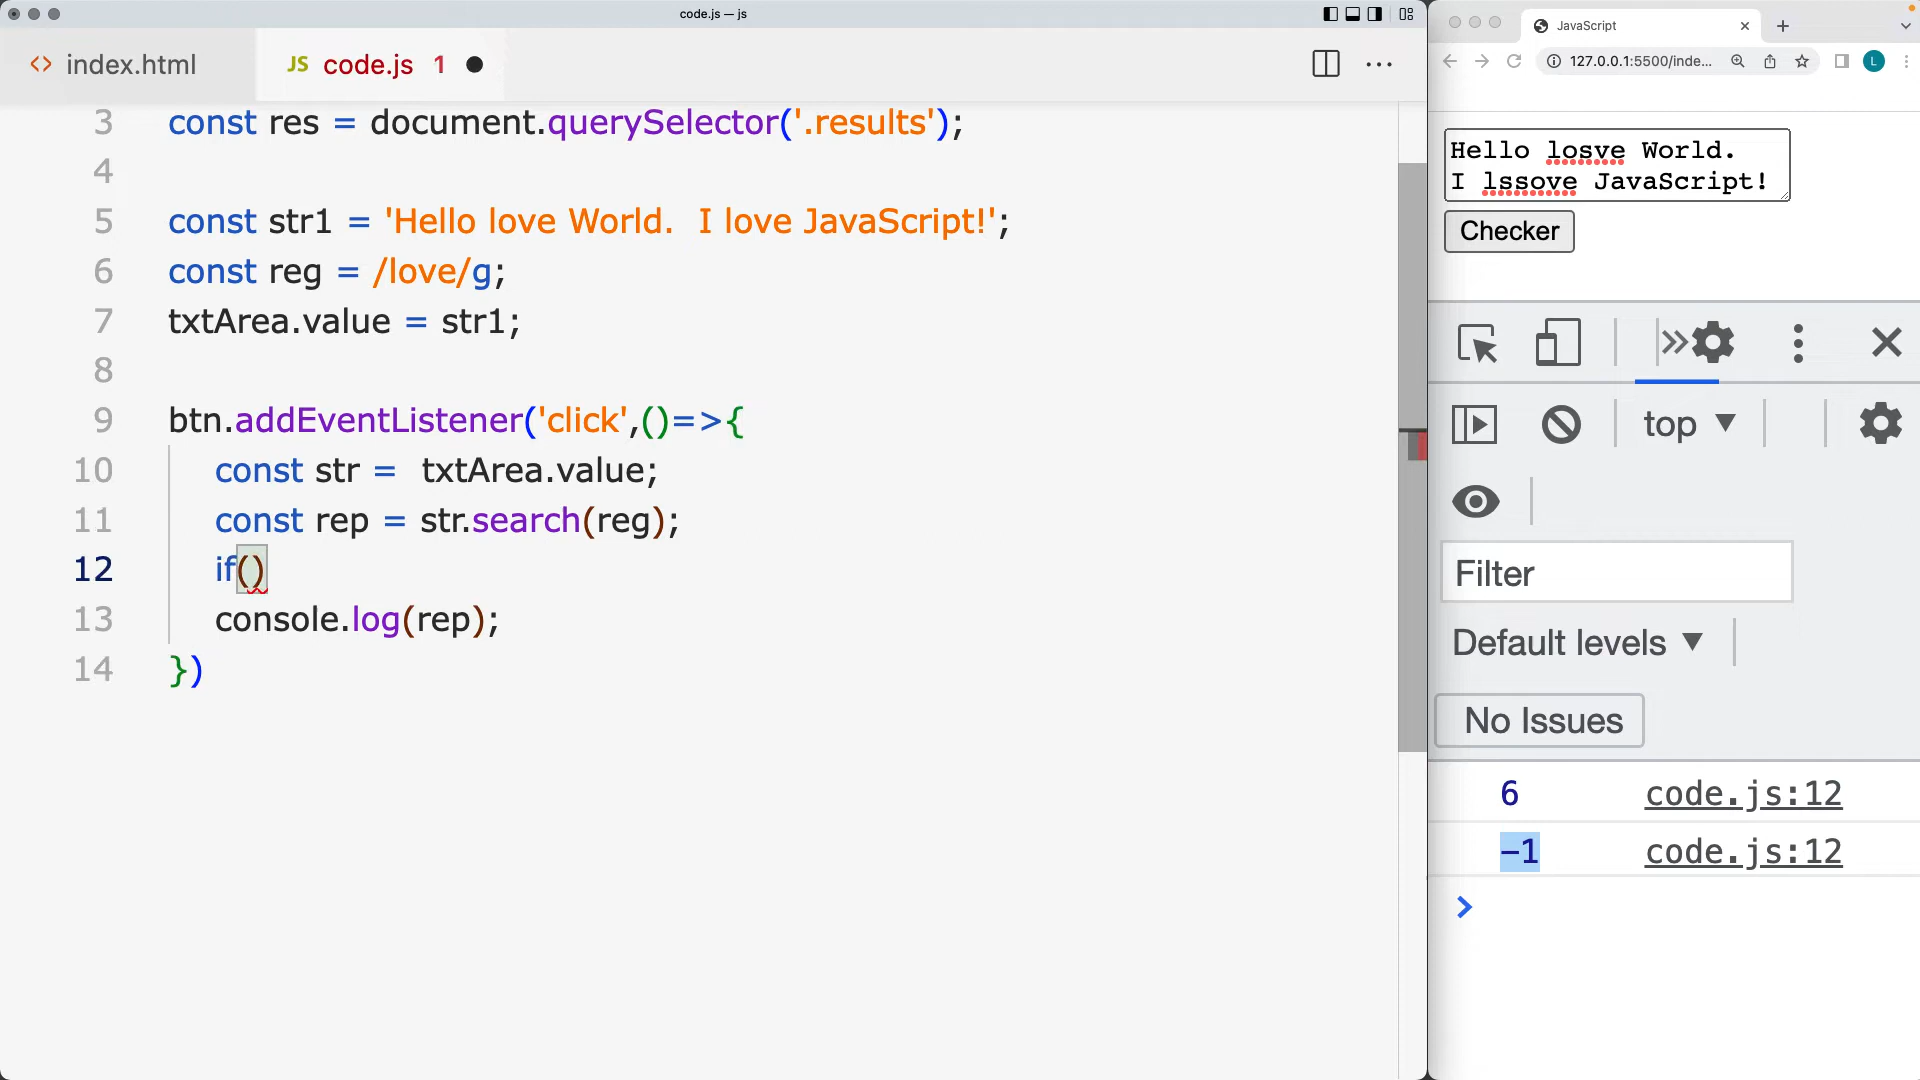 code.js — js
index.html
JS code.js 1
3 const res = document.querySelector('.results');
4
5 const str1 = 'Hello love World.  I love JavaScript!';
6 const reg = /love/g;
7 txtArea.value = str1;
8
9 btn.addEventListener('click',()=>{
10 const str =  txtArea.value;
11 const rep = str.search(reg);
12 if()
13 console.log(rep);
14 })
JavaScript
127.0.0.1:5500/inde...
L
Hello losve World.
I lssove JavaScript!
Checker
top
Filter
Default levels
No Issues
6 code.js:12
-1 code.js:12